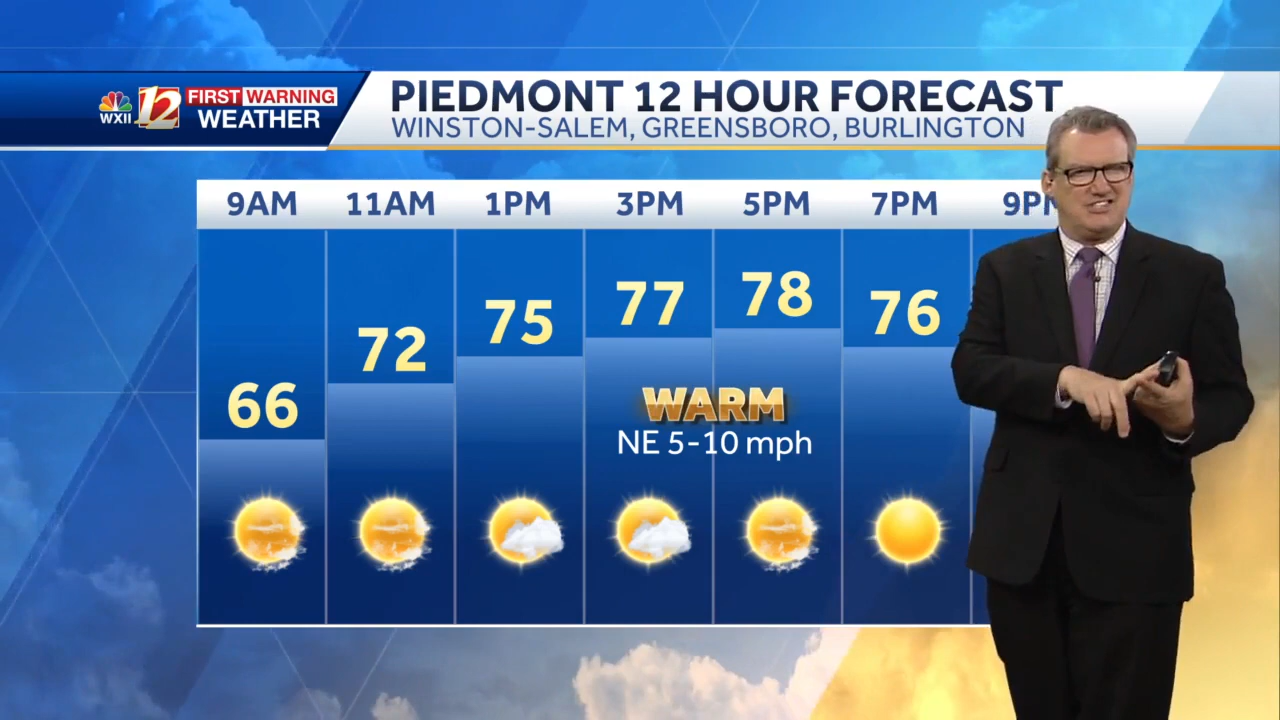 PIEDMONT 12 HOUR FORECAST
WINSTON-SALEM, GREENSBORO, BURLINGTON
WXII 12 FIRST WARNING
WEATHER
9AM 11AM 1PM 3PM 5PM 7PM
66 72 75 77 78 76
WARM
NE 5-10 mph